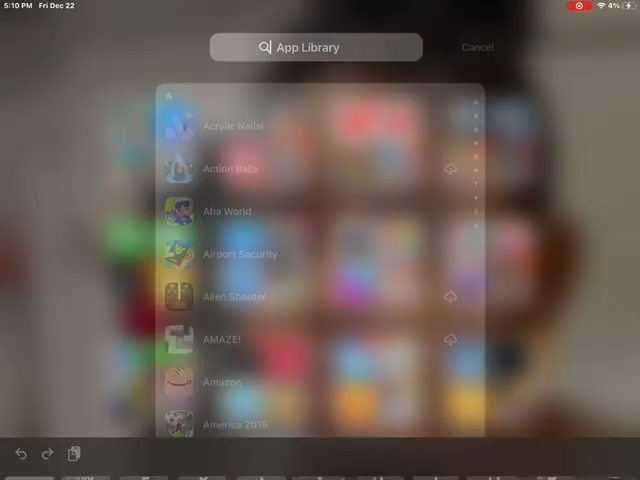 5:10 PM Fri Dec 22
4%
App Library
Cancel
A
Acrylic Nails!
Action Balls
Aha World
Airport Security
Alien Shooter
AMAZE!
Amazon
America 2015